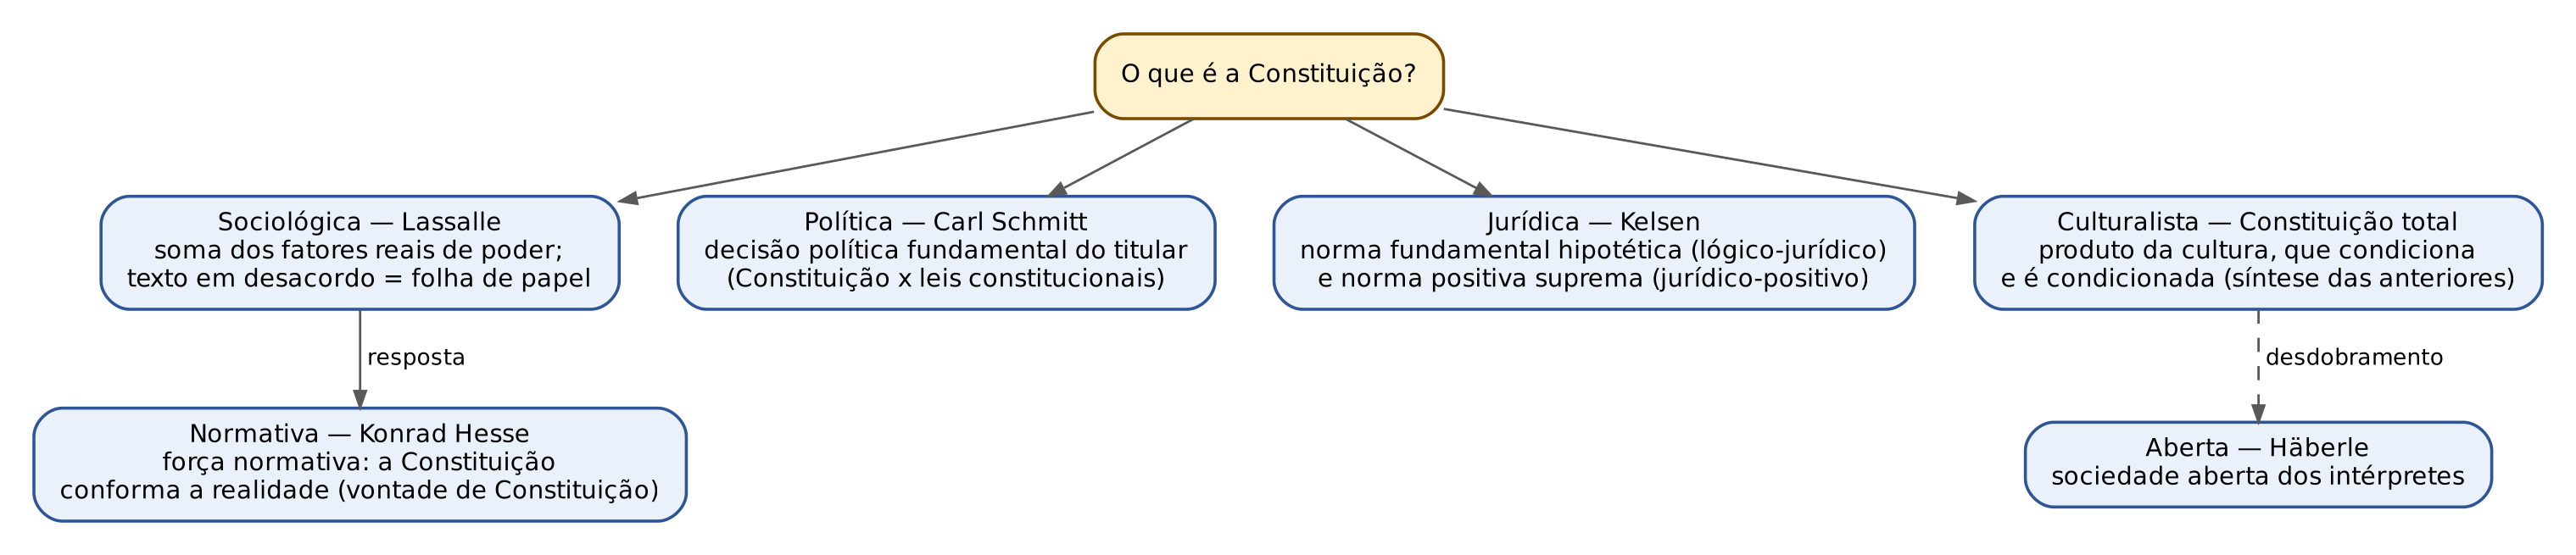 O que é a Constituição?
Sociológica — Lassalle
soma dos fatores reais de poder;
texto em desacordo = folha de papel
Política — Carl Schmitt
decisão política fundamental do titular
(Constituição x leis constitucionais)
Jurídica — Kelsen
norma fundamental hipotética (lógico-jurídico)
e norma positiva suprema (jurídico-positivo)
Culturalista — Constituição total
produto da cultura, que condiciona
e é condicionada (síntese das anteriores)
resposta
desdobramento
Normativa — Konrad Hesse
força normativa: a Constituição
conforma a realidade (vontade de Constituição)
Aberta — Häberle
sociedade aberta dos intérpretes